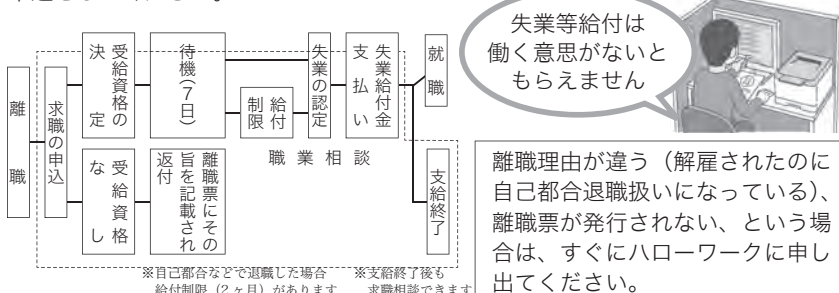 離職
求職の申込
受給資格の決定
待機(7日)
給付制限
失業の認定
失業給付金支払い
就職
受給資格なし
離職票にその旨を記載され返付
職業相談
支給終了
※自己都合などで退職した場合
給付制限(2ヶ月)があります
※支給終了後も
求職相談できます
失業等給付は
働く意思がないと
もらえません
離職理由が違う(解雇されたのに
自己都合退職扱いになっている)、
離職票が発行されない、という場
合は、すぐにハローワークに申し
出てください。